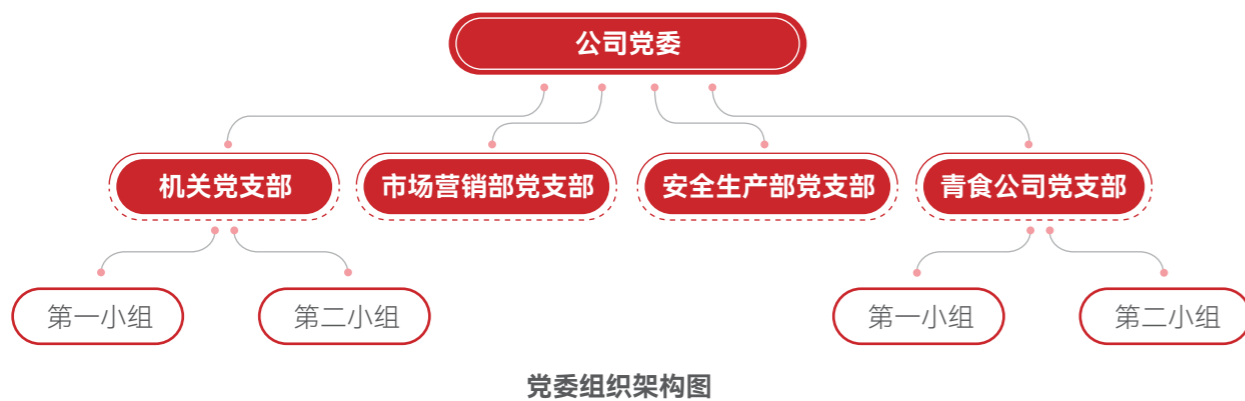 公司党委
机关党支部
市场营销部党支部
安全生产部党支部
青食公司党支部
第一小组
第二小组
第一小组
第二小组
党委组织架构图